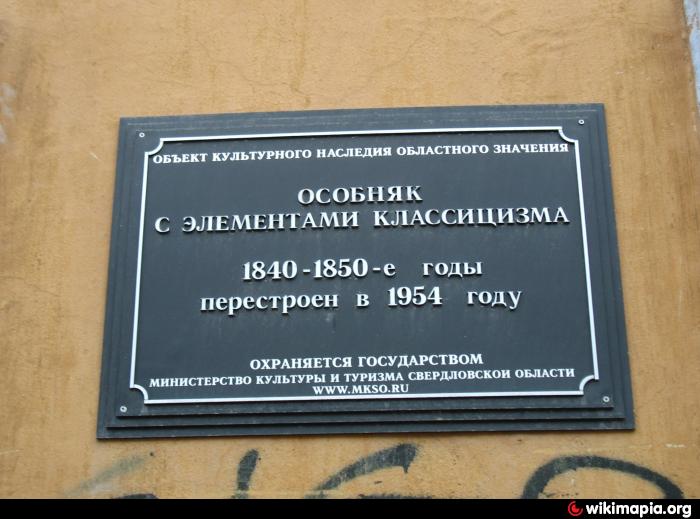 ОБЪЕКТ КУЛЬТУРНОГО НАСЛЕДИЯ ОБЛАСТНОГО ЗНАЧЕНИЯ
ОСОБНЯК
С ЭЛЕМЕНТАМИ КЛАССИЦИЗМА
1840-1850-е годы
перестроен в 1954 году
ОХРАНЯЕТСЯ ГОСУДАРСТВОМ
МИНИСТЕРСТВО КУЛЬТУРЫ И ТУРИЗМА СВЕРДЛОВСКОИ ОБЛАСТИ
WWW.MKSO.RU
wikimapia.org